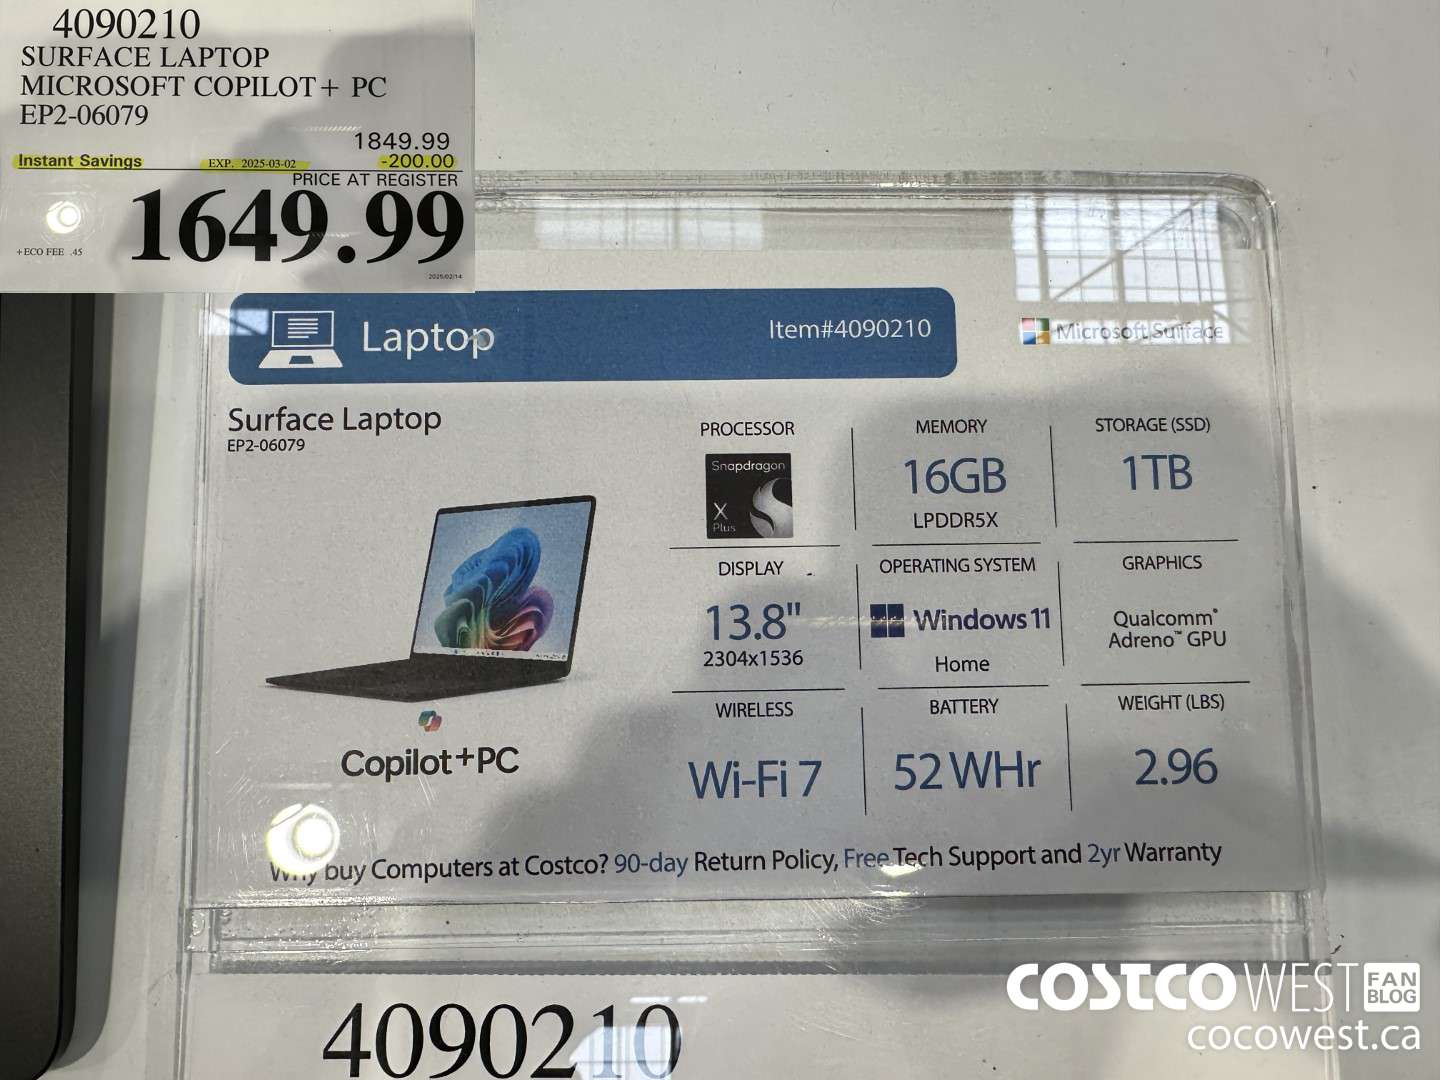 4090210
SURFACE LAPTOP
MICROSOFT COPILOT+ PC
EP2-06079
1849.99
Instant Savings EXP. 2025-03-02 -200.00
PRICE AT REGISTER
1649.99
+ECO FEE .45
2025/02/14
Laptop
Item#4090210
Microsoft Surface
Surface Laptop
EP2-06079
Copilot+PC
PROCESSOR
Snapdragon
X
Plus
MEMORY
16GB
LPDDR5X
STORAGE (SSD)
1TB
DISPLAY
13.8"
2304x1536
OPERATING SYSTEM
Windows 11
Home
GRAPHICS
Qualcomm®
Adreno™ GPU
WIRELESS
Wi-Fi 7
BATTERY
52 WHr
WEIGHT (LBS)
2.96
Why buy Computers at Costco? 90-day Return Policy, Free Tech Support and 2yr Warranty
4090210
COSTCO WEST FAN BLOG
cocowest.ca